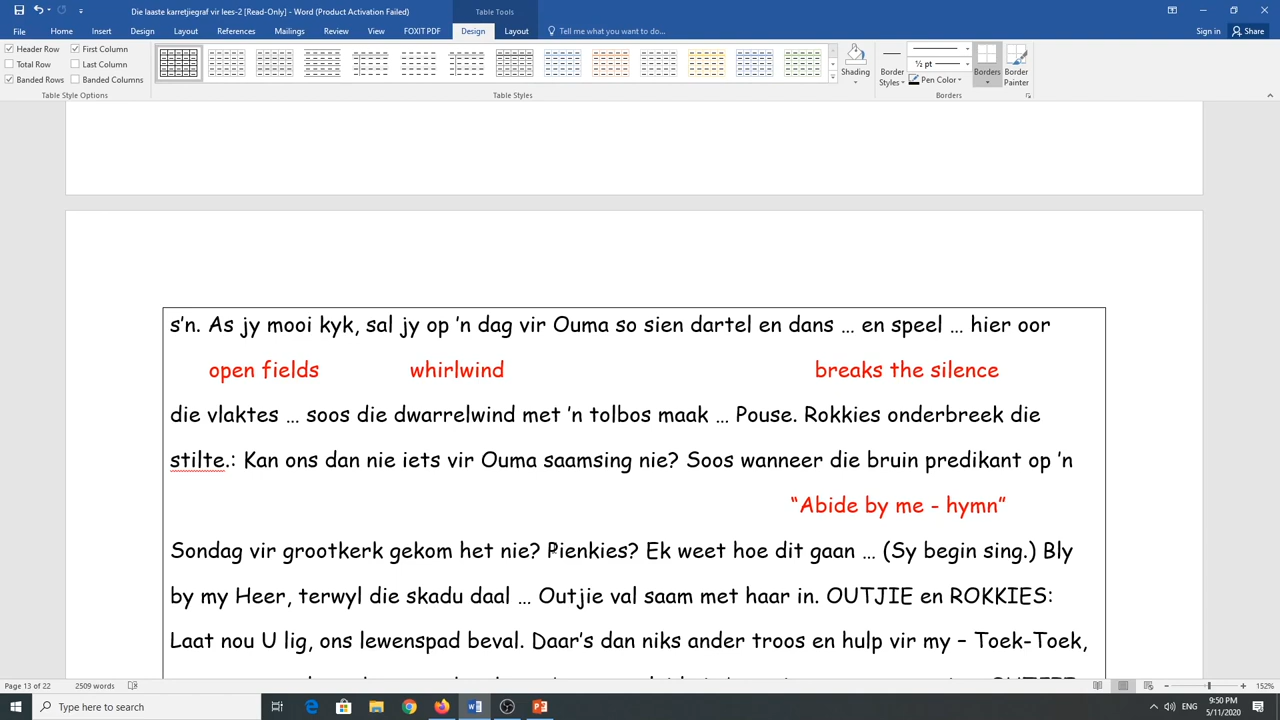 Die laaste karretjiegraf vir lees-2 [Read-Only] - Word (Product Activation Failed)
Table Tools
Sign in
Share
File Home Insert Design Layout References Mailings Review View FOXIT PDF Design Layout Tell me what you want to do...
Header Row First Column
Total Row Last Column
Banded Rows Banded Columns
Shading
Border Styles
½ pt
Pen Color
Borders
Border Painter
Table Style Options Table Styles Borders
s'n. As jy mooi kyk, sal jy op 'n dag vir Ouma so sien dartel en dans … en speel … hier oor
open fields whirlwind breaks the silence
die vlaktes … soos die dwarrelwind met 'n tolbos maak … Pouse. Rokkies onderbreek die
stilte.: Kan ons dan nie iets vir Ouma saamsing nie? Soos wanneer die bruin predikant op 'n
“Abide by me - hymn”
Sondag vir grootkerk gekom het nie? Pienkies? Ek weet hoe dit gaan … (Sy begin sing.) Bly
by my Heer, terwyl die skadu daal … Outjie val saam met haar in. OUTJIE en ROKKIES:
Laat nou U lig, ons lewenspad beval. Daar's dan niks ander troos en hulp vir my – Toek-Toek,
Page 13 of 22 2509 words
152%
Type here to search
9:50 PM
5/11/2020